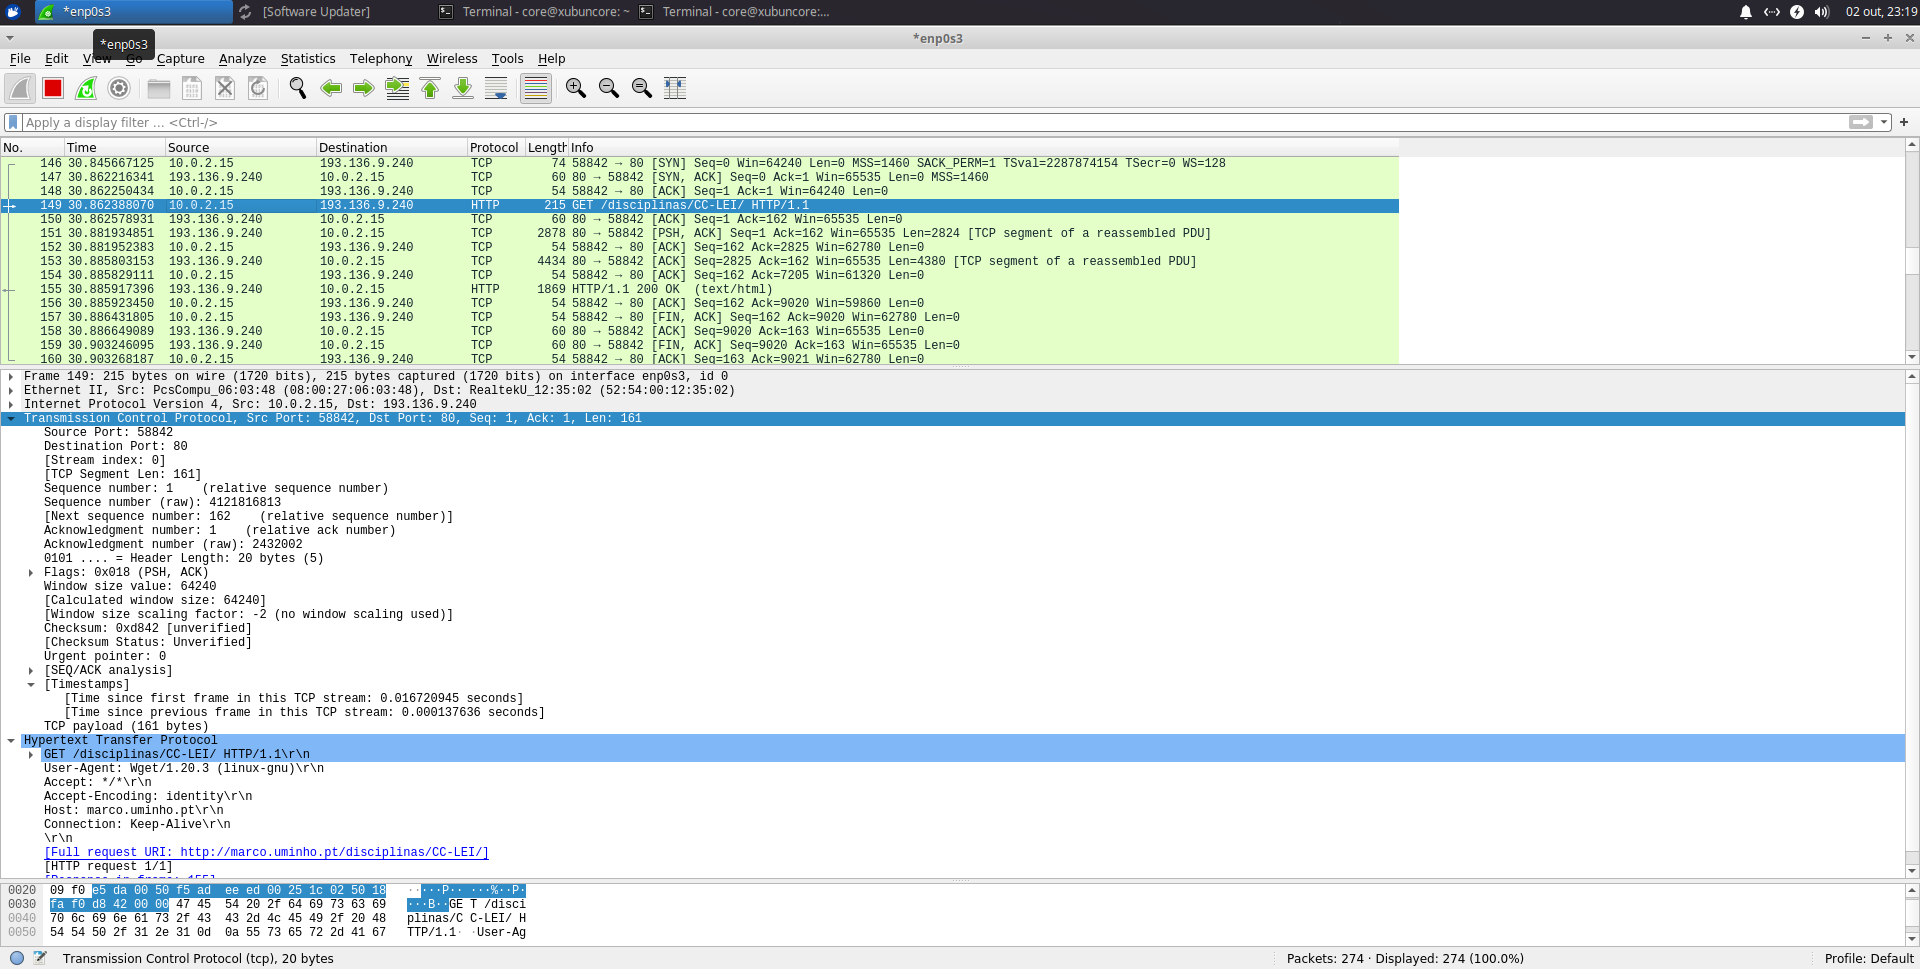 *enp0s3
[Software Updater]
Terminal - core@xubuncore: ~
Terminal - core@xubuncore:...
02 out, 23:19
*enp0s3
*enp0s3
File Edit View Go Capture Analyze Statistics Telephony Wireless Tools Help
Apply a display filter ... <Ctrl-/>
No. Time Source Destination Protocol Length Info
146 30.845667125 10.0.2.15 193.136.9.240 TCP 74 58842 → 80 [SYN] Seq=0 Win=64240 Len=0 MSS=1460 SACK_PERM=1 TSval=2287874154 TSecr=0 WS=128
147 30.862216341 193.136.9.240 10.0.2.15 TCP 60 80 → 58842 [SYN, ACK] Seq=0 Ack=1 Win=65535 Len=0 MSS=1460
148 30.862250434 10.0.2.15 193.136.9.240 TCP 54 58842 → 80 [ACK] Seq=1 Ack=1 Win=64240 Len=0
149 30.862388070 10.0.2.15 193.136.9.240 HTTP 215 GET /disciplinas/CC-LEI/ HTTP/1.1
150 30.862578931 193.136.9.240 10.0.2.15 TCP 60 80 → 58842 [ACK] Seq=1 Ack=162 Win=65535 Len=0
151 30.881934851 193.136.9.240 10.0.2.15 TCP 2878 80 → 58842 [PSH, ACK] Seq=1 Ack=162 Win=65535 Len=2824 [TCP segment of a reassembled PDU]
152 30.881952383 10.0.2.15 193.136.9.240 TCP 54 58842 → 80 [ACK] Seq=162 Ack=2825 Win=62780 Len=0
153 30.885803153 193.136.9.240 10.0.2.15 TCP 4434 80 → 58842 [ACK] Seq=2825 Ack=162 Win=65535 Len=4380 [TCP segment of a reassembled PDU]
154 30.885829111 10.0.2.15 193.136.9.240 TCP 54 58842 → 80 [ACK] Seq=162 Ack=7205 Win=61320 Len=0
155 30.885917396 193.136.9.240 10.0.2.15 HTTP 1869 HTTP/1.1 200 OK (text/html)
156 30.885923450 10.0.2.15 193.136.9.240 TCP 54 58842 → 80 [ACK] Seq=162 Ack=9020 Win=59860 Len=0
157 30.886431805 10.0.2.15 193.136.9.240 TCP 54 58842 → 80 [FIN, ACK] Seq=162 Ack=9020 Win=62780 Len=0
158 30.886649089 193.136.9.240 10.0.2.15 TCP 60 80 → 58842 [ACK] Seq=9020 Ack=163 Win=65535 Len=0
159 30.903246095 193.136.9.240 10.0.2.15 TCP 60 80 → 58842 [FIN, ACK] Seq=9020 Ack=163 Win=65535 Len=0
160 30.903268187 10.0.2.15 193.136.9.240 TCP 54 58842 → 80 [ACK] Seq=163 Ack=9021 Win=62780 Len=0
Frame 149: 215 bytes on wire (1720 bits), 215 bytes captured (1720 bits) on interface enp0s3, id 0
Ethernet II, Src: PcsCompu_06:03:48 (08:00:27:06:03:48), Dst: RealtekU_12:35:02 (52:54:00:12:35:02)
Internet Protocol Version 4, Src: 10.0.2.15, Dst: 193.136.9.240
Transmission Control Protocol, Src Port: 58842, Dst Port: 80, Seq: 1, Ack: 1, Len: 161
Source Port: 58842
Destination Port: 80
[Stream index: 0]
[TCP Segment Len: 161]
Sequence number: 1 (relative sequence number)
Sequence number (raw): 4121816813
[Next sequence number: 162 (relative sequence number)]
Acknowledgment number: 1 (relative ack number)
Acknowledgment number (raw): 2432002
0101 .... = Header Length: 20 bytes (5)
Flags: 0x018 (PSH, ACK)
Window size value: 64240
[Calculated window size: 64240]
[Window size scaling factor: -2 (no window scaling used)]
Checksum: 0xd842 [unverified]
[Checksum Status: Unverified]
Urgent pointer: 0
[SEQ/ACK analysis]
[Timestamps]
[Time since first frame in this TCP stream: 0.016720945 seconds]
[Time since previous frame in this TCP stream: 0.000137636 seconds]
TCP payload (161 bytes)
Hypertext Transfer Protocol
GET /disciplinas/CC-LEI/ HTTP/1.1\r\n
User-Agent: Wget/1.20.3 (linux-gnu)\r\n
Accept: */*\r\n
Accept-Encoding: identity\r\n
Host: marco.uminho.pt\r\n
Connection: Keep-Alive\r\n
\r\n
[Full request URI: http://marco.uminho.pt/disciplinas/CC-LEI/]
[HTTP request 1/1]
[Response in frame: 155]
0020 09 f0 e5 da 00 50 f5 ad ee ed 00 25 1c 02 50 18 ·····P·· ···%··P·
0030 fa f0 d8 42 00 00 47 45 54 20 2f 64 69 73 63 69 ···B··GE T /disci
0040 70 6c 69 6e 61 73 2f 43 43 2d 4c 45 49 2f 20 48 plinas/C C-LEI/ H
0050 54 54 50 2f 31 2e 31 0d 0a 55 73 65 72 2d 41 67 TTP/1.1· ·User-Ag
Transmission Control Protocol (tcp), 20 bytes
Packets: 274 · Displayed: 274 (100.0%)
Profile: Default